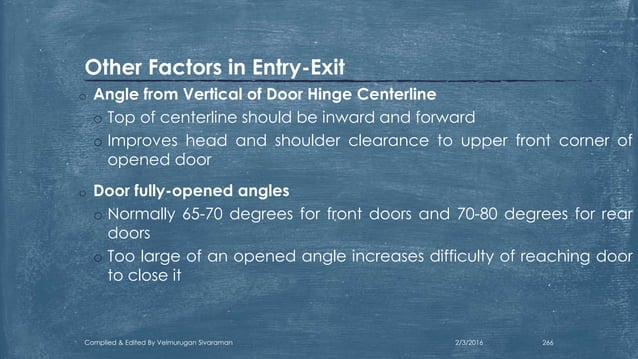 Other Factors in Entry-Exit
o Angle from Vertical of Door Hinge Centerline
o Top of centerline should be inward and forward
o Improves head and shoulder clearance to upper front corner of
opened door
o Door fully-opened angles
o Normally 65-70 degrees for front doors and 70-80 degrees for rear
doors
o Too large of an opened angle increases difficulty of reaching door
to close it
Complied & Edited By Velmurugan Sivaraman 2/3/2016 266